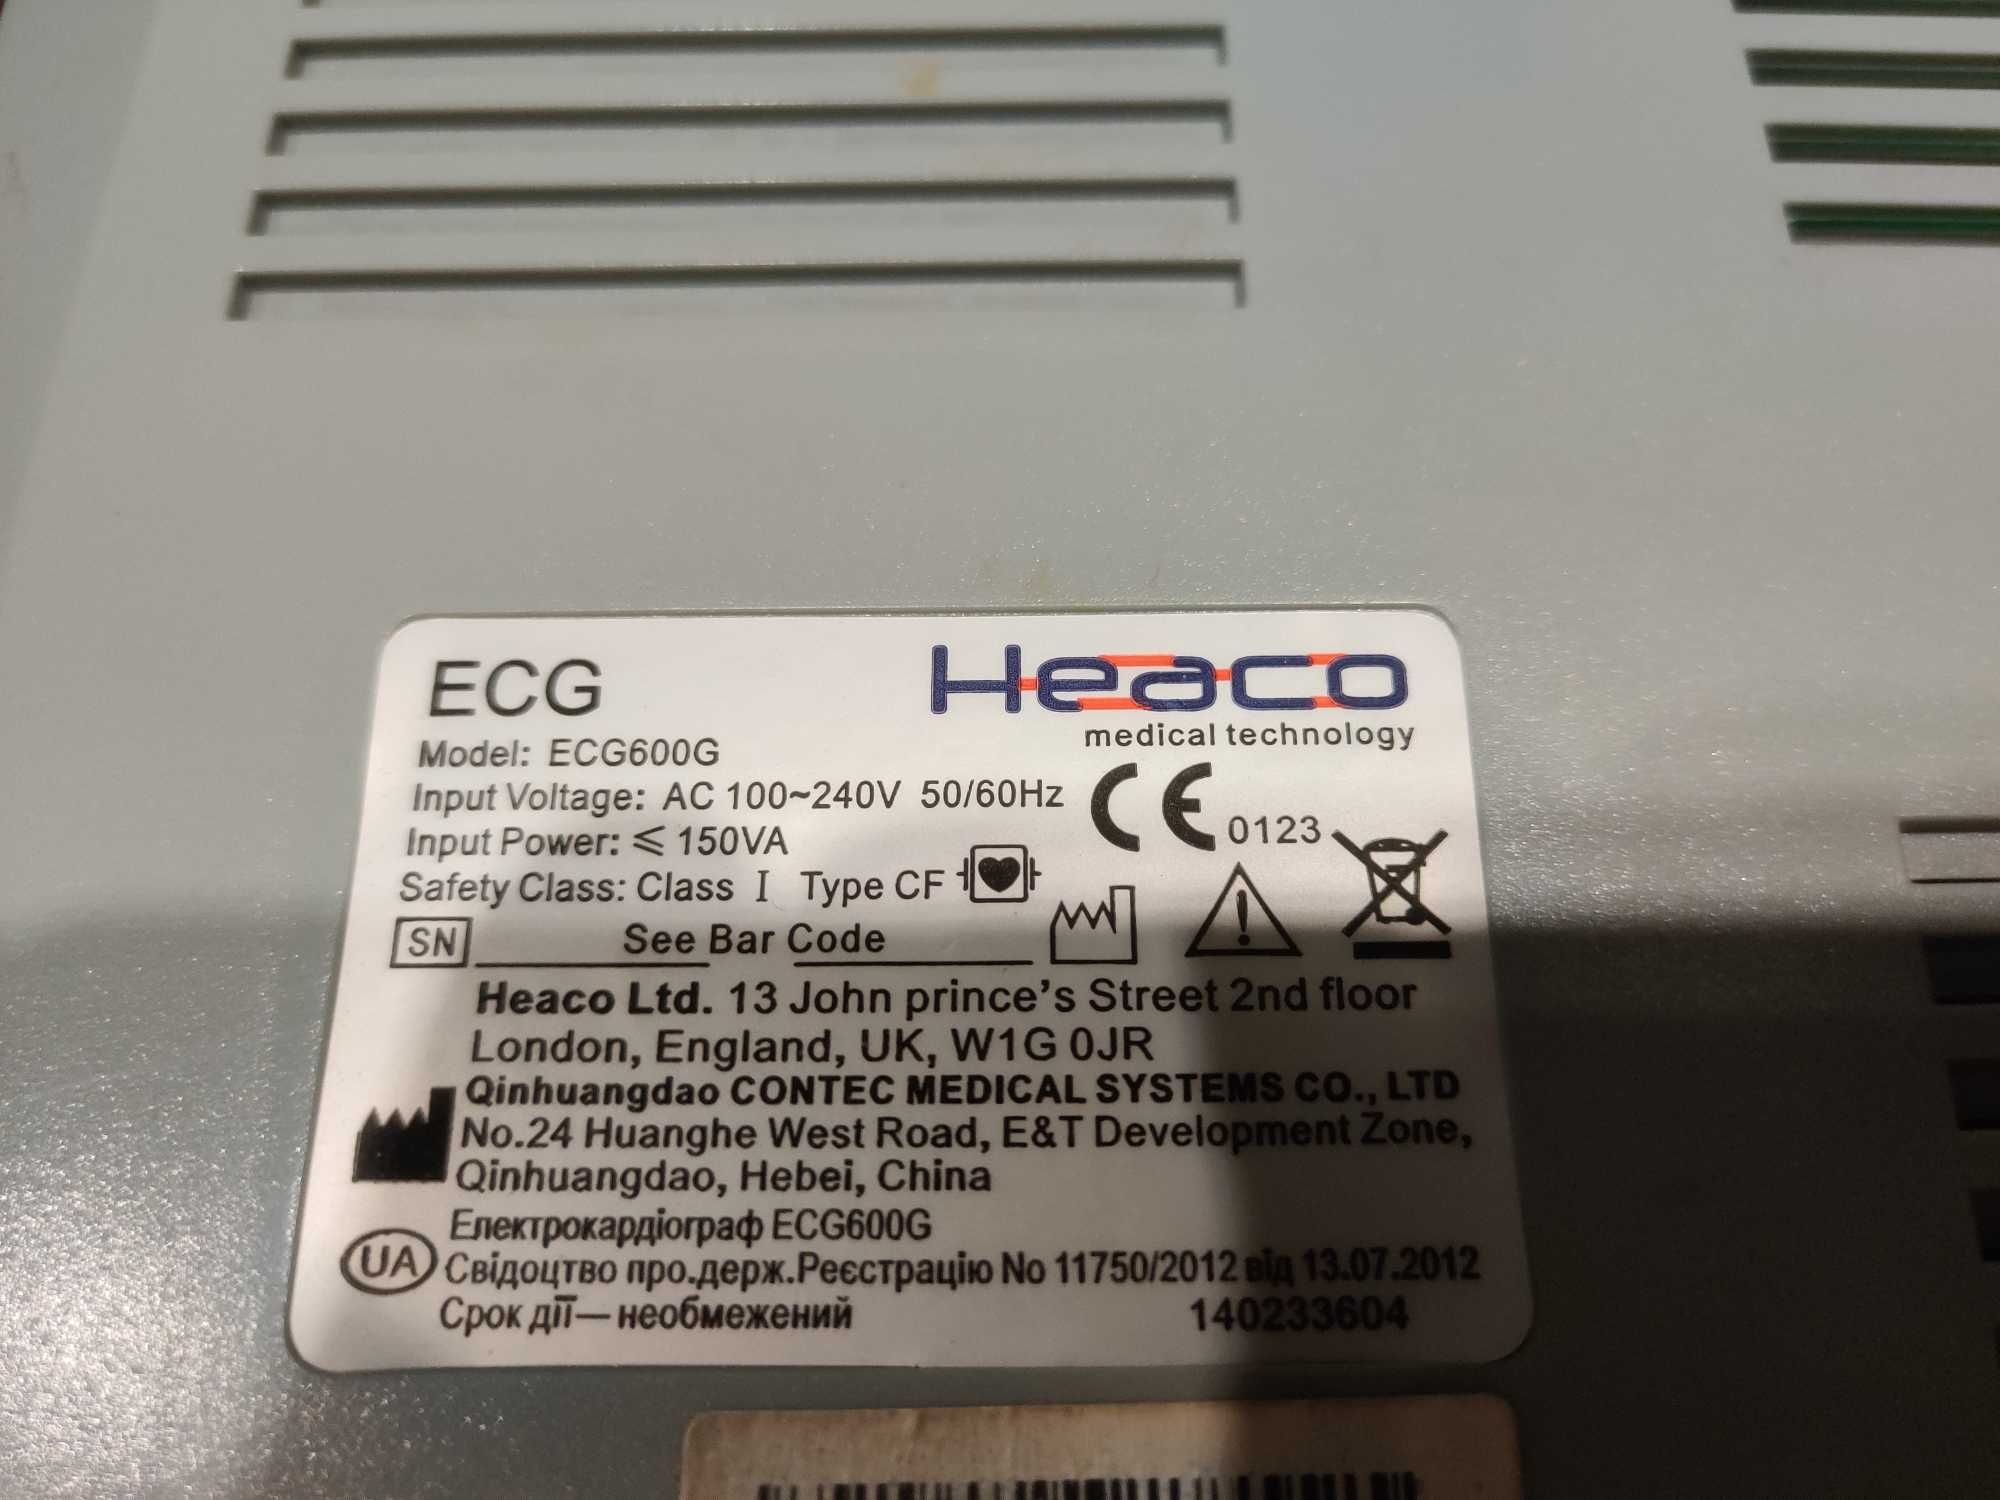 ECG
Heaco
medical technology
Model: ECG600G
Input Voltage: AC 100~240V 50/60Hz
CE 0123
Input Power: ≤ 150VA
Safety Class: Class I Type CF
SN See Bar Code
Heaco Ltd. 13 John prince's Street 2nd floor
London, England, UK, W1G 0JR
Qinhuangdao CONTEC MEDICAL SYSTEMS CO., LTD
No.24 Huanghe West Road, E&T Development Zone,
Qinhuangdao, Hebei, China
Електрокардіограф ECG600G
UA Свідоцтво про.держ.Реєстрацію No 11750/2012 від 13.07.2012
Срок дії—необмежений 140233604